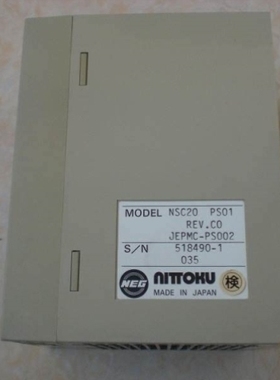 MODEL NSC20 PS01
REV.C0
JEPMC-PS002
S/N 518490-1
035
NEG NITTOKU 検
MADE IN JAPAN